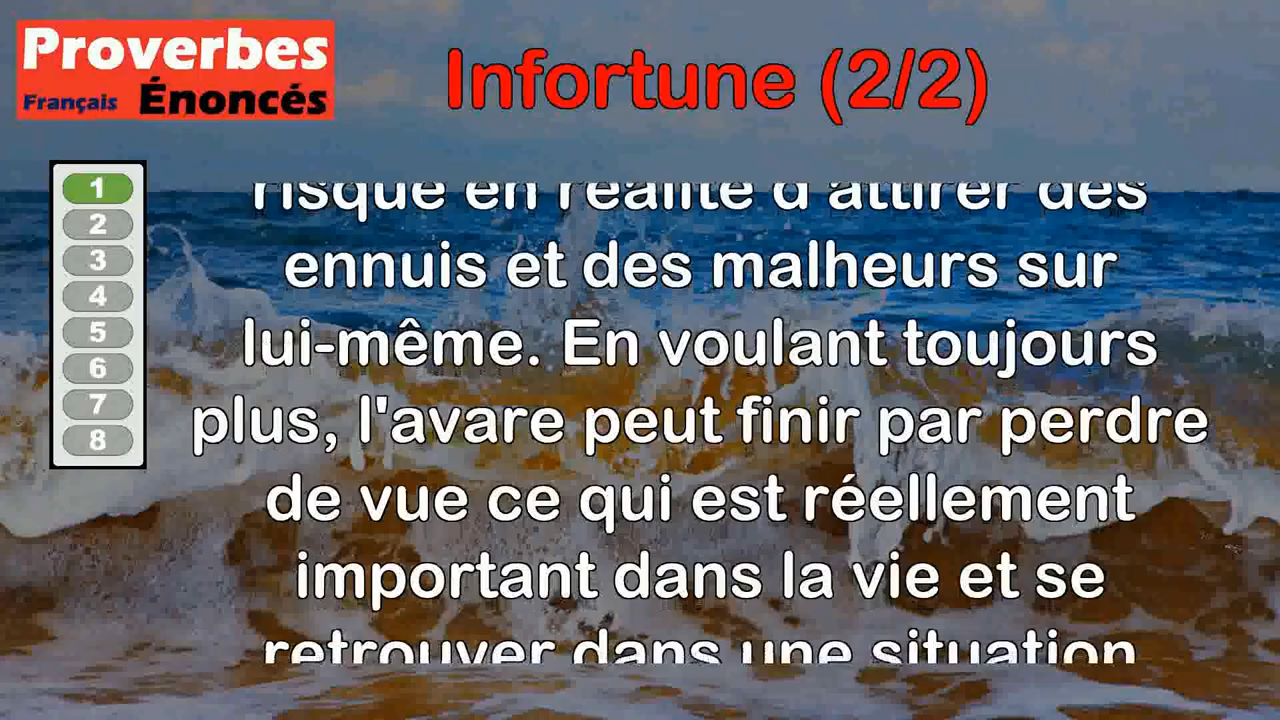 Proverbes
Français Énoncés
Infortune (2/2)
1
2
3
4
5
6
7
8
risque en réalité d'attirer des
ennuis et des malheurs sur
lui-même. En voulant toujours
plus, l'avare peut finir par perdre
de vue ce qui est réellement
important dans la vie et se
retrouver dans une situation